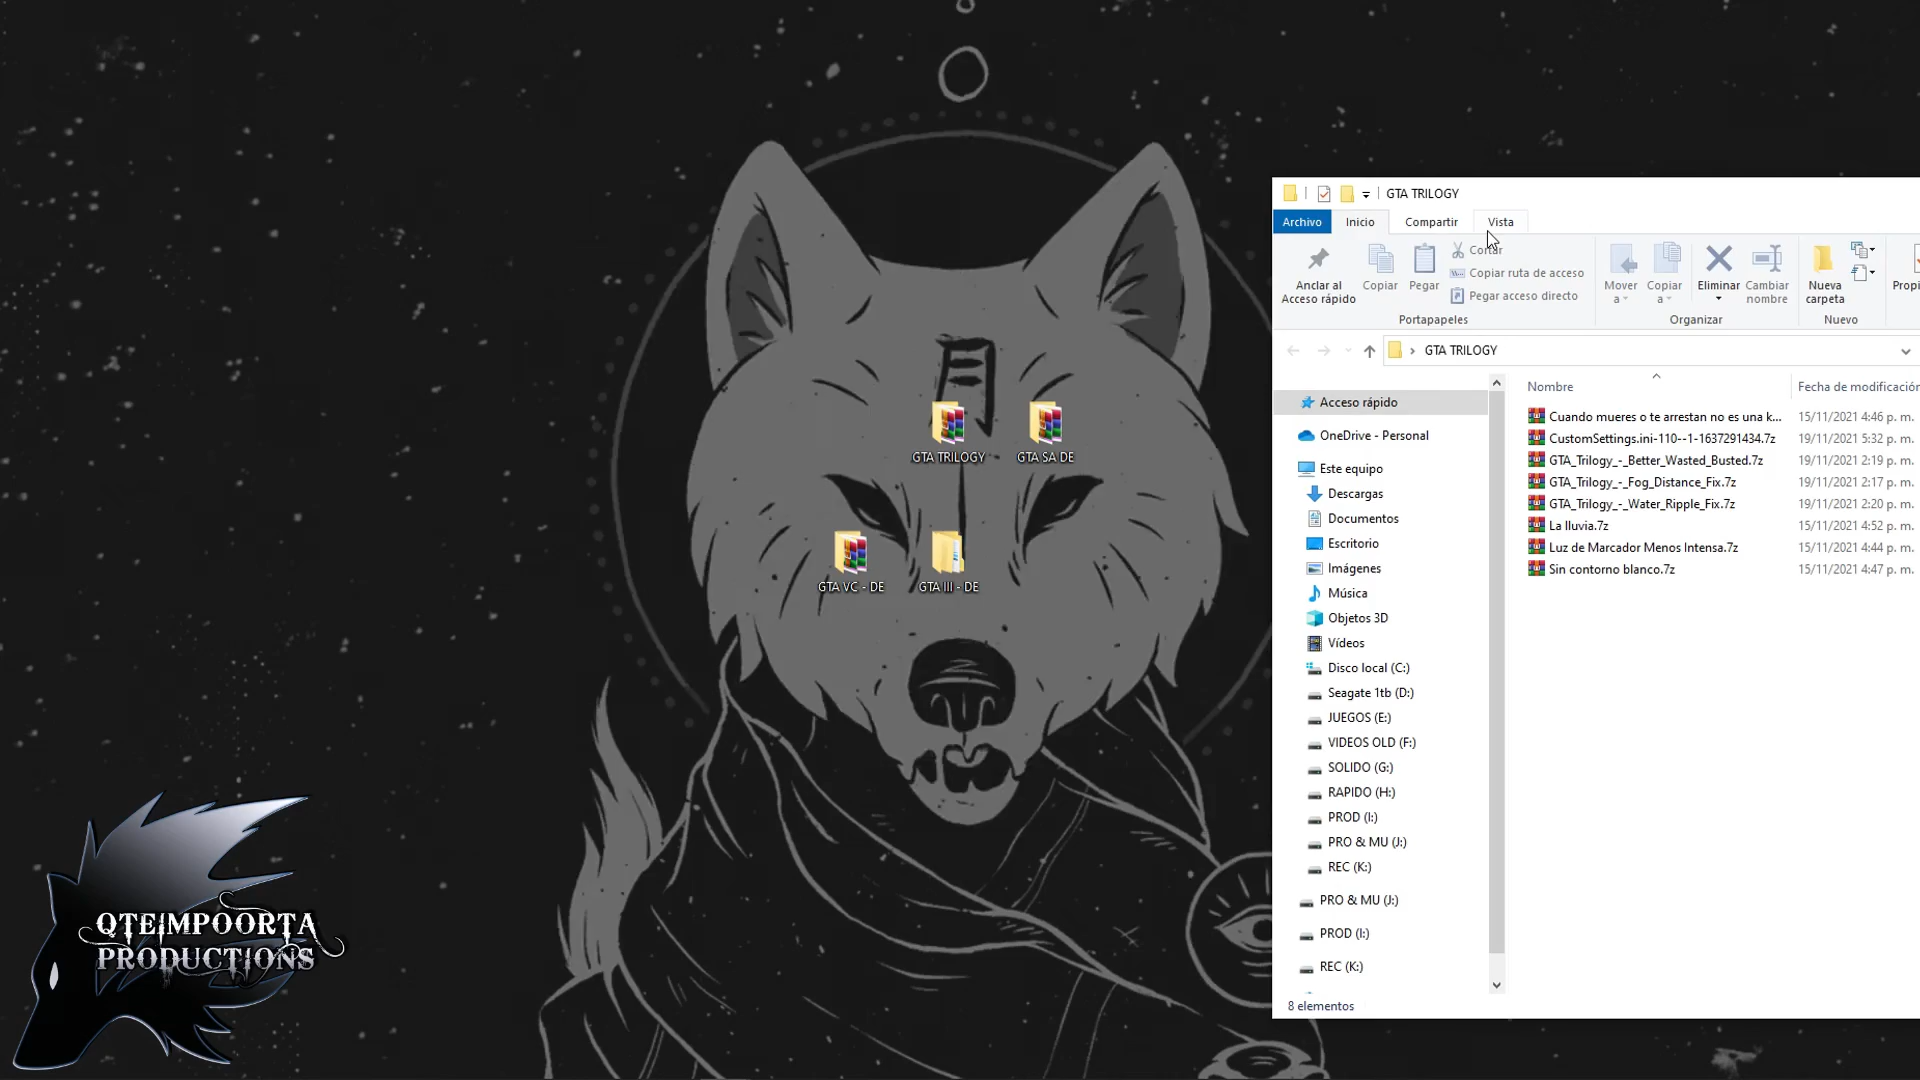 月
GTA TRILOGY
GTA SA DE
GTA VC - DE
GTA III - DE
QTEIMPOORTA
PRODUCTIONS
GTA TRILOGY
Archivo
Inicio
Compartir
Vista
Anclar al
Acceso rápido
Copiar
Pegar
Cortar
Copiar ruta de acceso
Pegar acceso directo
Portapapeles
Mover
a
Copiar
a
Eliminar
Cambiar
nombre
Organizar
Nueva
carpeta
Nuevo
Propi
GTA TRILOGY
Acceso rápido
OneDrive - Personal
Este equipo
Descargas
Documentos
Escritorio
Imágenes
Música
Objetos 3D
Vídeos
Disco local (C:)
Seagate 1tb (D:)
JUEGOS (E:)
VIDEOS OLD (F:)
SOLIDO (G:)
RAPIDO (H:)
PROD (I:)
PRO & MU (J:)
REC (K:)
PRO & MU (J:)
PROD (I:)
REC (K:)
Nombre Fecha de modificación
Cuando mueres o te arrestan no es una k... 15/11/2021 4:46 p. m.
CustomSettings.ini-110--1-1637291434.7z 19/11/2021 5:32 p. m.
GTA_Trilogy_-_Better_Wasted_Busted.7z 19/11/2021 2:19 p. m.
GTA_Trilogy_-_Fog_Distance_Fix.7z 19/11/2021 2:17 p. m.
GTA_Trilogy_-_Water_Ripple_Fix.7z 19/11/2021 2:20 p. m.
La lluvia.7z 15/11/2021 4:52 p. m.
Luz de Marcador Menos Intensa.7z 15/11/2021 4:44 p. m.
Sin contorno blanco.7z 15/11/2021 4:47 p. m.
8 elementos